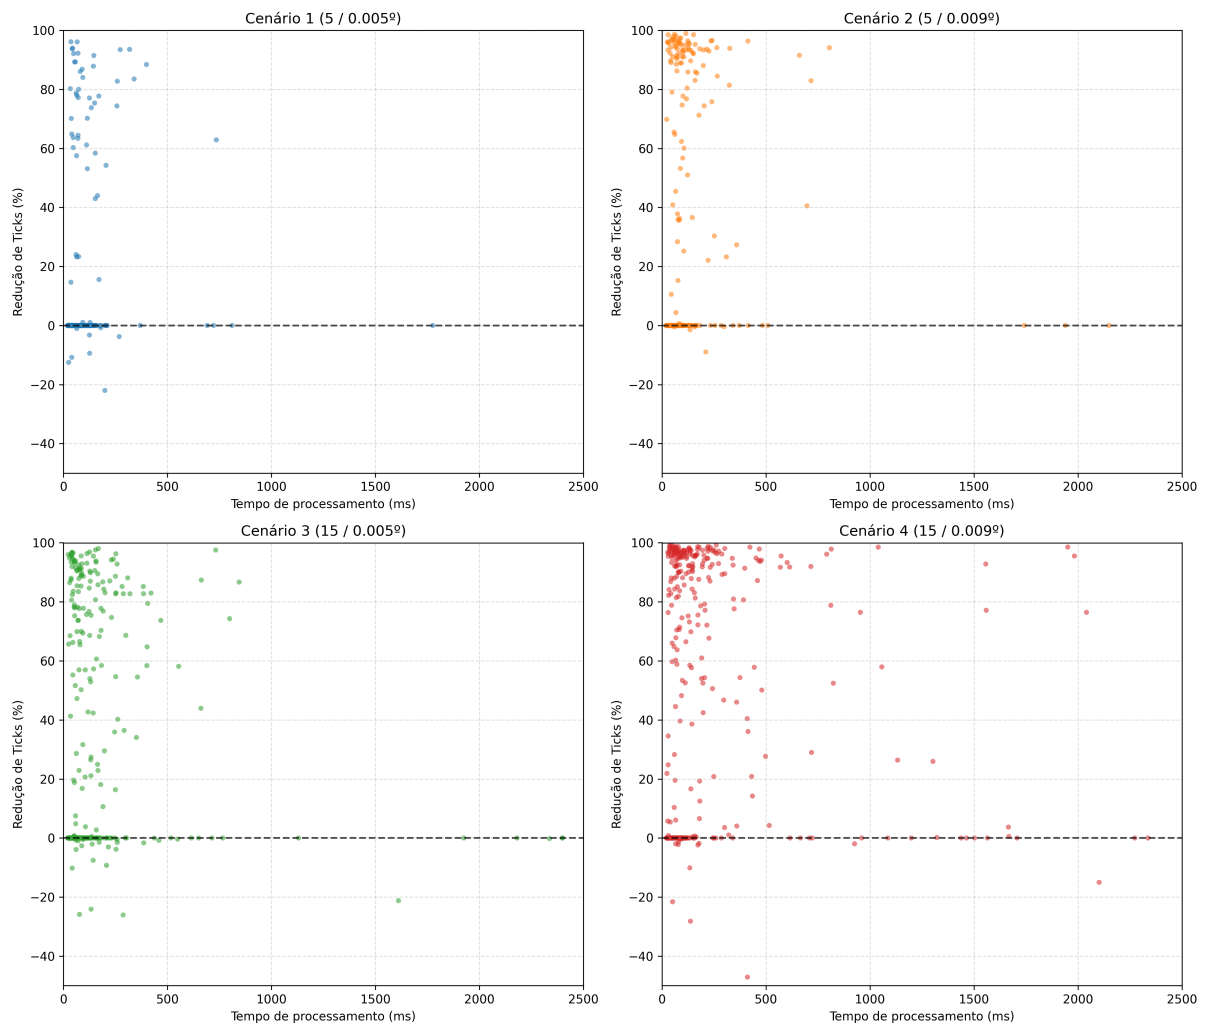 Cenário 1 (5 / 0.005º)
Redução de Ticks (%)
100
80
60
40
20
0
−20
−40
0 500 1000 1500 2000 2500
Tempo de processamento (ms)
Cenário 2 (5 / 0.009º)
Redução de Ticks (%)
100
80
60
40
20
0
−20
−40
0 500 1000 1500 2000 2500
Tempo de processamento (ms)
Cenário 3 (15 / 0.005º)
Redução de Ticks (%)
100
80
60
40
20
0
−20
−40
0 500 1000 1500 2000 2500
Tempo de processamento (ms)
Cenário 4 (15 / 0.009º)
Redução de Ticks (%)
100
80
60
40
20
0
−20
−40
0 500 1000 1500 2000 2500
Tempo de processamento (ms)